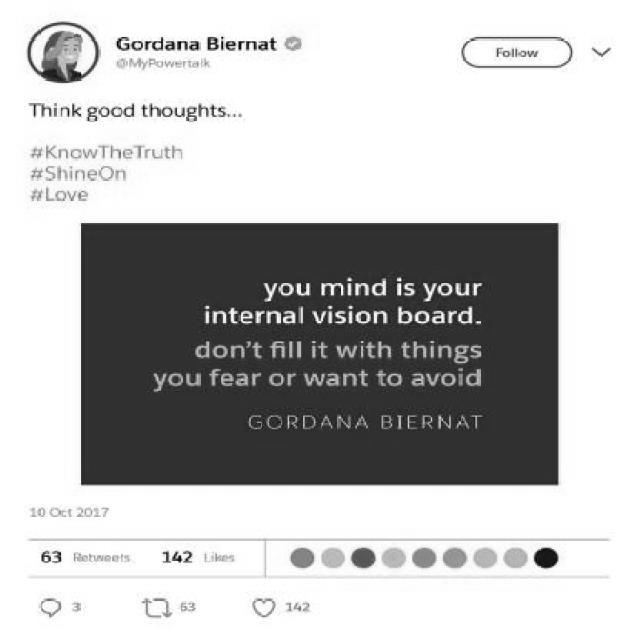 Gordana Biernat
@MyPowertalk
Follow
Think good thoughts...
#KnowTheTruth
#ShineOn
#Love
you mind is your
internal vision board.
don't fill it with things
you fear or want to avoid
GORDANA BIERNAT
10 Oct 2017
63 Retweets 142 Likes
3 63 142